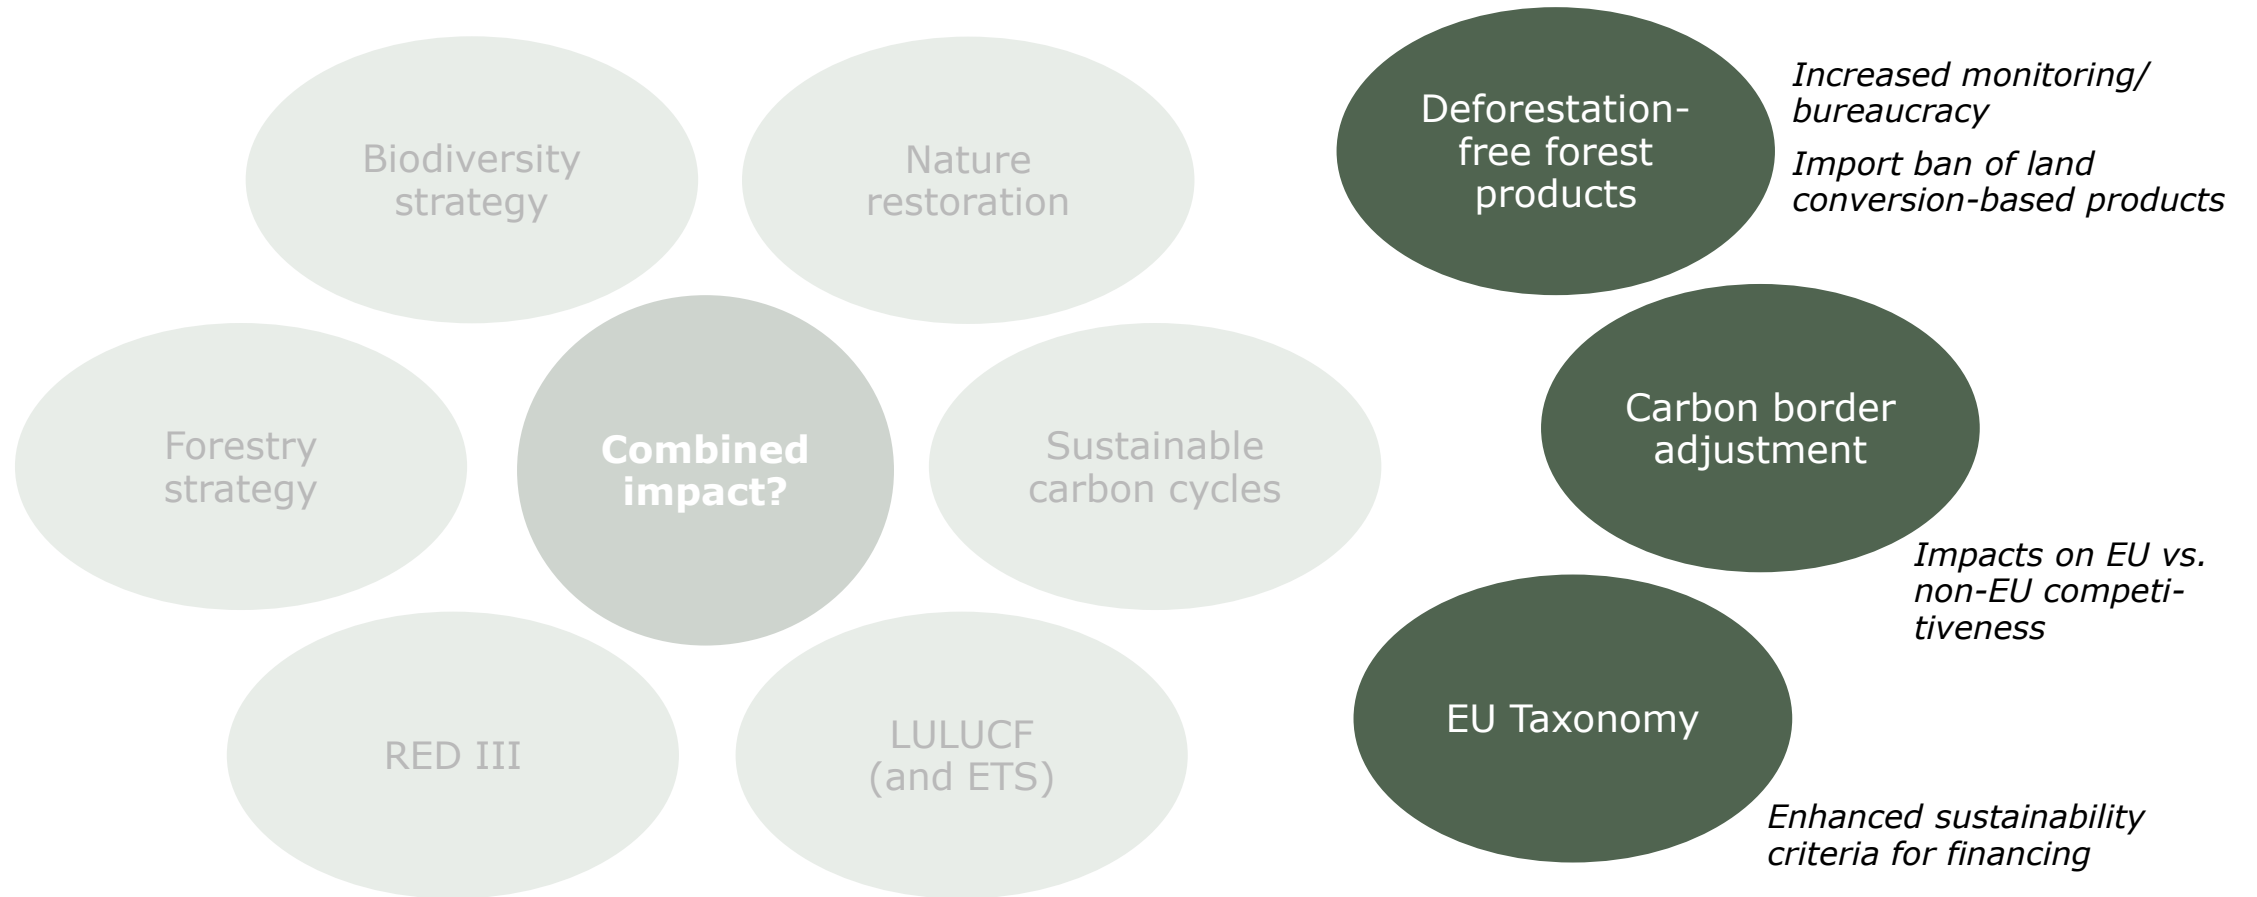 Biodiversity
strategy
Nature
restoration
Forestry
strategy
Combined
impact?
Sustainable
carbon cycles
RED III
LULUCF
(and ETS)
Deforestation-
free forest
products
Increased monitoring/
bureaucracy
Import ban of land
conversion-based products
Carbon border
adjustment
Impacts on EU vs.
non-EU competi-
tiveness
EU Taxonomy
Enhanced sustainability
criteria for financing